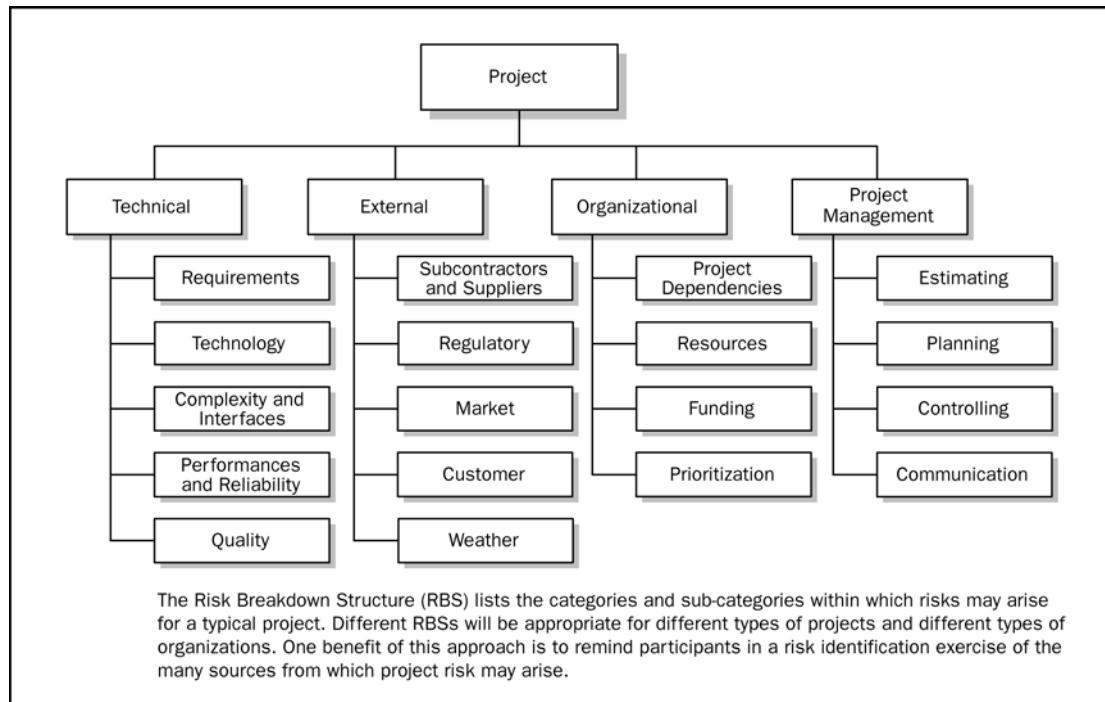 Project
Technical
External
Organizational
Project
Management
Requirements
Subcontractors
and Suppliers
Project
Dependencies
Estimating
Technology
Regulatory
Resources
Planning
Complexity and
Interfaces
Market
Funding
Controlling
Performances
and Reliability
Customer
Prioritization
Communication
Quality
Weather
The Risk Breakdown Structure (RBS) lists the categories and sub-categories within which risks may arise
for a typical project. Different RBSs will be appropriate for different types of projects and different types of
organizations. One benefit of this approach is to remind participants in a risk identification exercise of the
many sources from which project risk may arise.